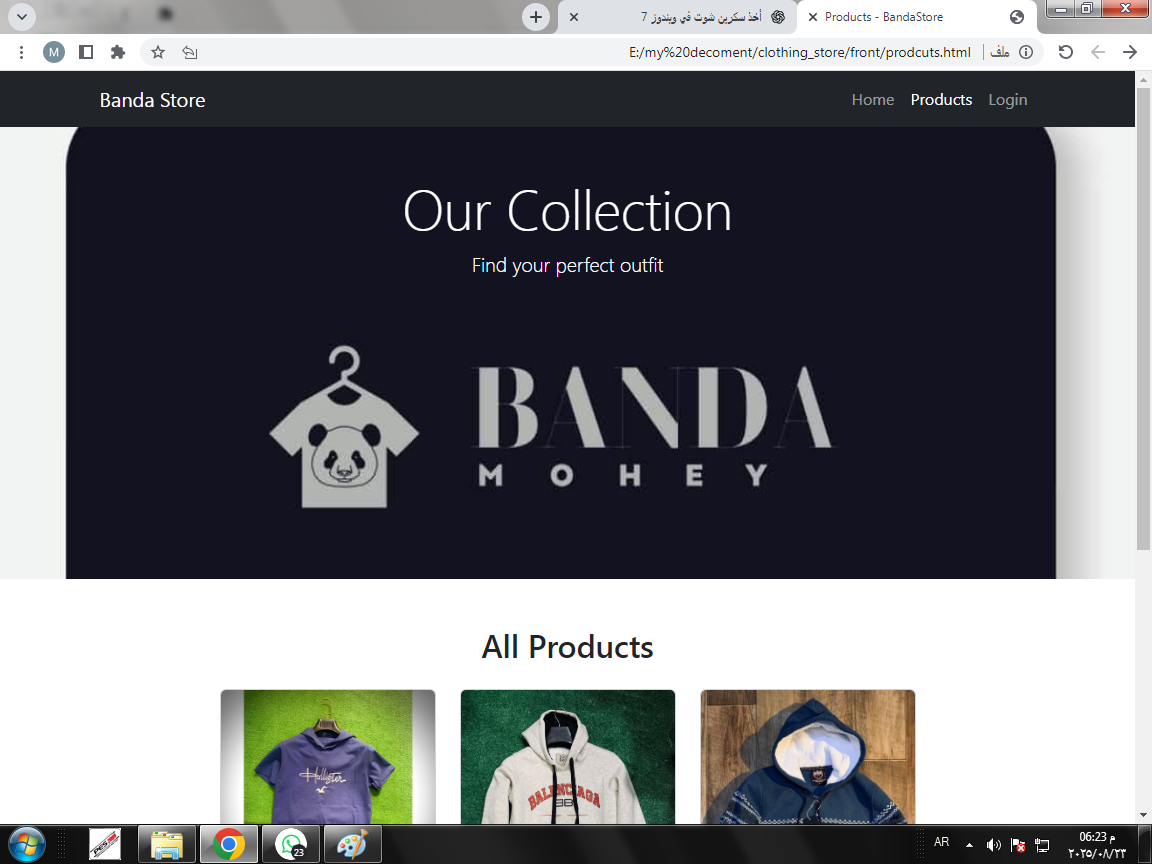 أخذ سكرين شوت في ويندوز 7
Products - BandaStore
M
E:/my%20decoment/clothing_store/front/prodcuts.html
ملف
Banda Store
Home
Products
Login
Our Collection
Find your perfect outfit
BANDA
MOHEY
All Products
Hollister
BALENCIAGA
BB
PES
23
AR
06:23 م
٢٠٢٥/٠٨/٢٣